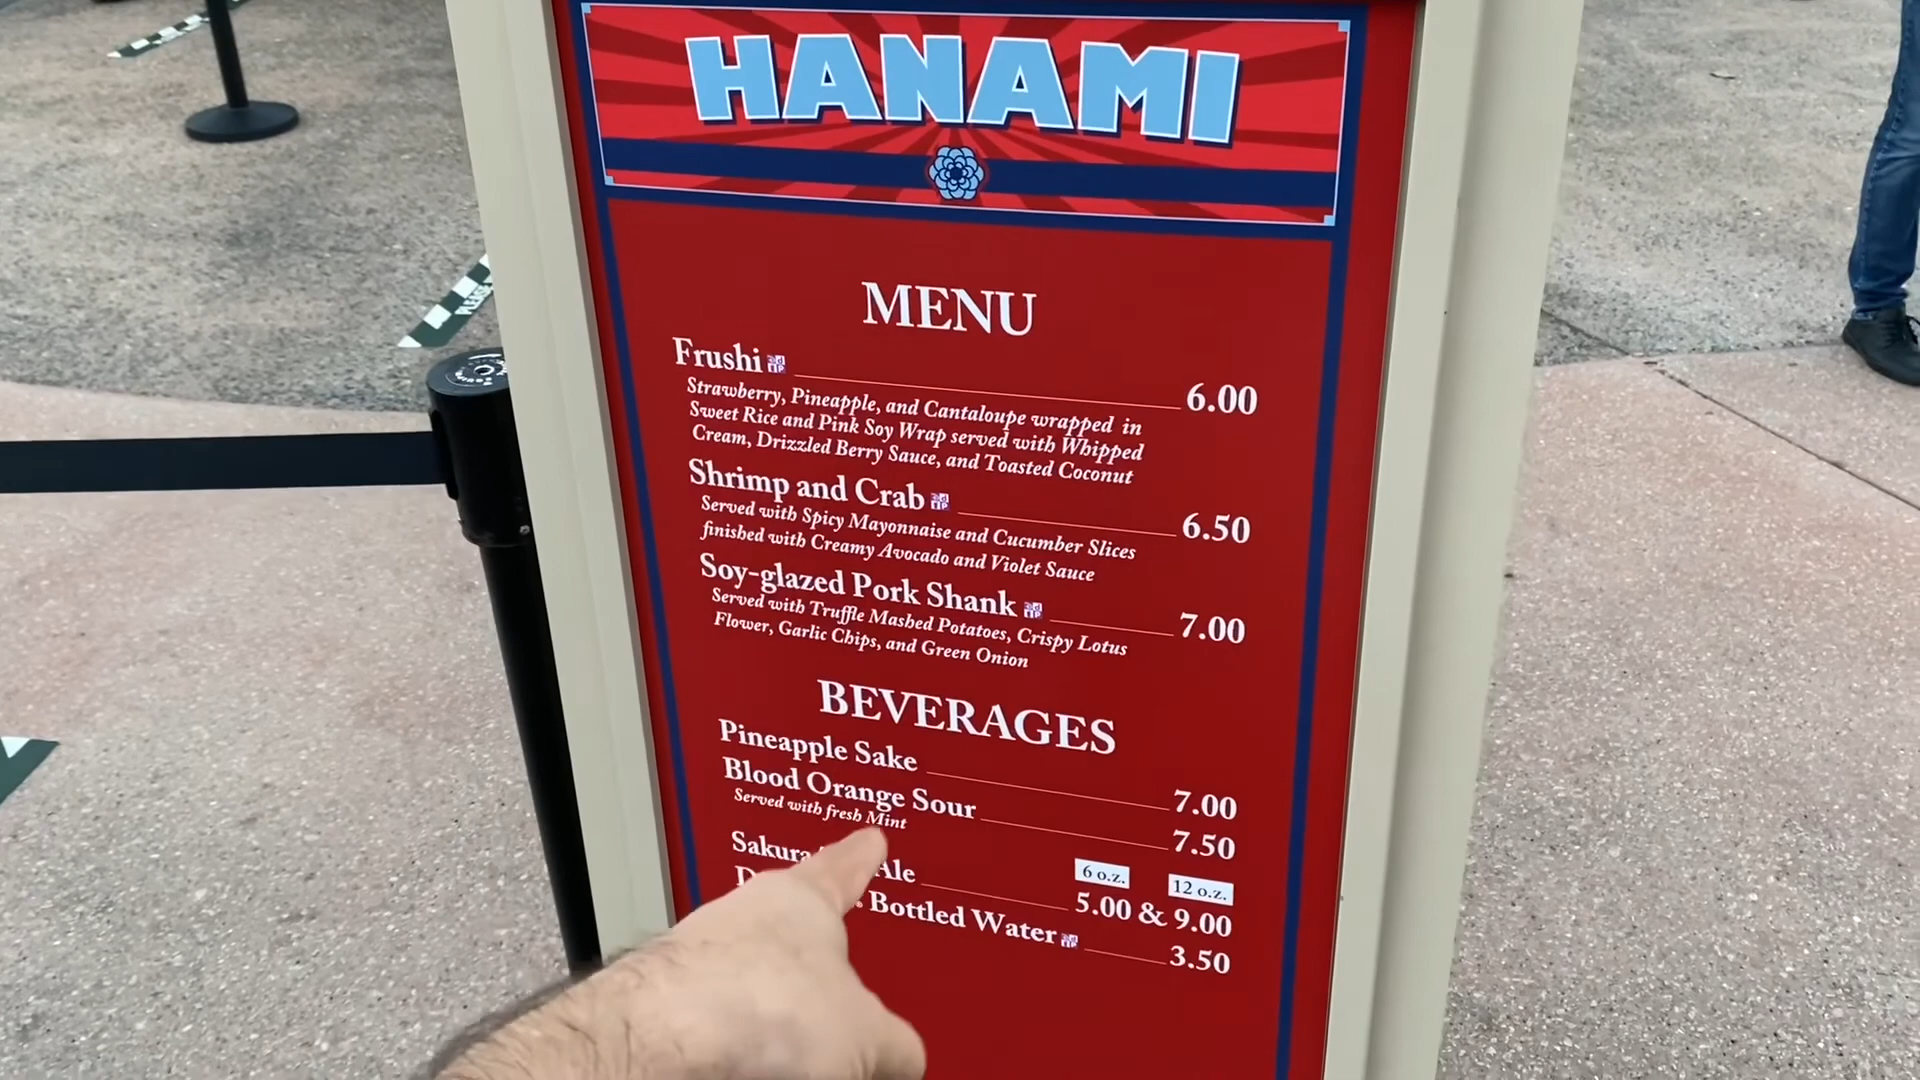 HANAMI
MENU
Frushi 6.00
Strawberry, Pineapple, and Cantaloupe wrapped in
Sweet Rice and Pink Soy Wrap served with Whipped
Cream, Drizzled Berry Sauce, and Toasted Coconut
Shrimp and Crab 6.50
Served with Spicy Mayonnaise and Cucumber Slices
finished with Creamy Avocado and Violet Sauce
Soy-glazed Pork Shank 7.00
Served with Truffle Mashed Potatoes, Crispy Lotus
Flower, Garlic Chips, and Green Onion
BEVERAGES
Pineapple Sake 7.00
Blood Orange Sour 7.50
Served with fresh Mint
6 o.z. 12 o.z.
Sakura Ale 5.00 & 9.00
Bottled Water 3.50
PLEASE